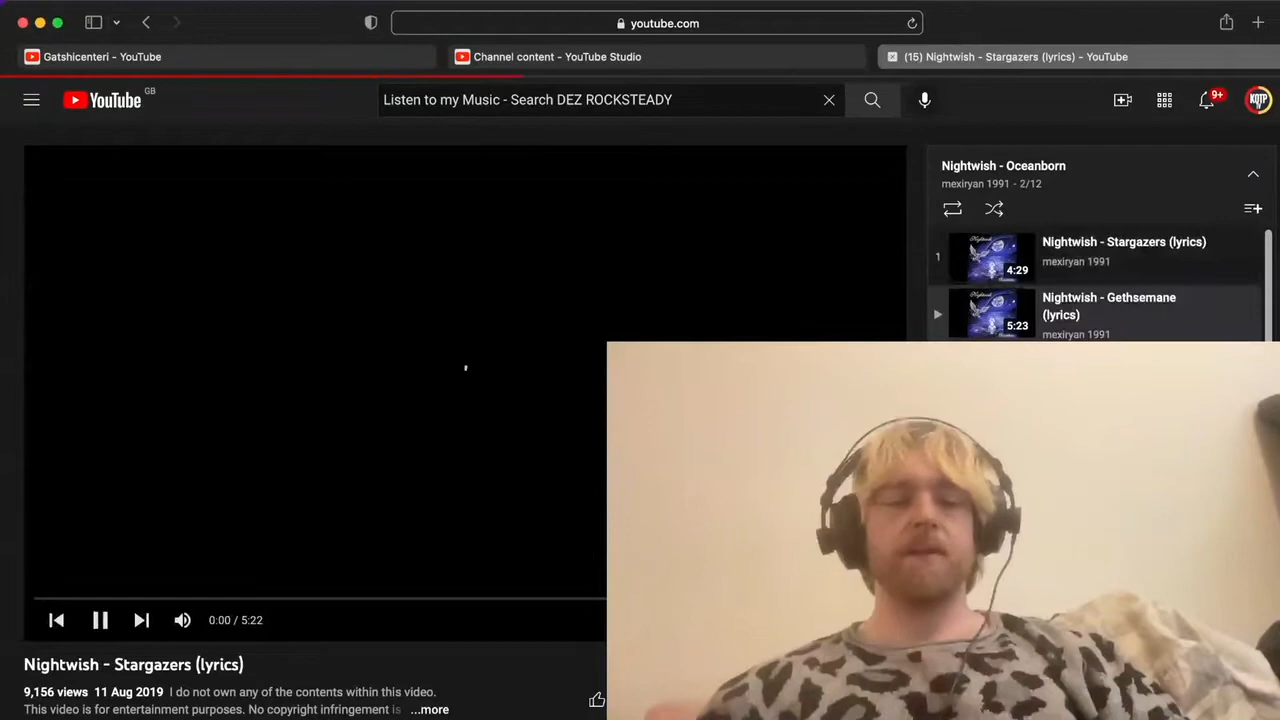 youtube.com
Gatshicenteri - YouTube
Channel content - YouTube Studio
(15) Nightwish - Stargazers (lyrics) - YouTube
YouTube GB
Listen to my Music - Search DEZ ROCKSTEADY
9+
Nightwish - Oceanborn
mexiryan 1991 - 2/12
1
4:29
Nightwish - Stargazers (lyrics)
mexiryan 1991
5:23
Nightwish - Gethsemane
(lyrics)
mexiryan 1991
0:00 / 5:22
Nightwish - Stargazers (lyrics)
9,156 views 11 Aug 2019 I do not own any of the contents within this video.
This video is for entertainment purposes. No copyright infringement is ...more